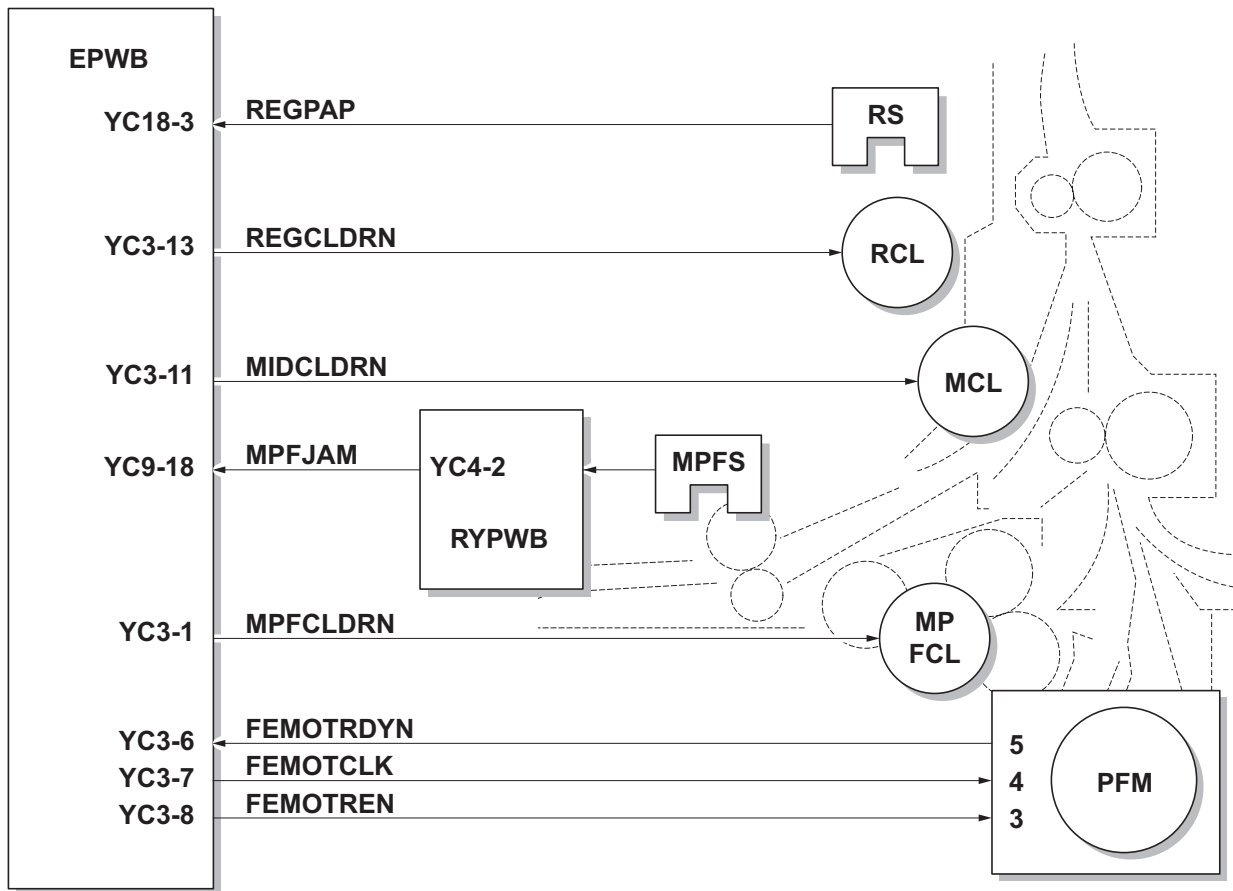 EPWB
YC18-3 REGPAP RS
YC3-13 REGCLDRN RCL
YC3-11 MIDCLDRN MCL
YC9-18 MPFJAM YC4-2 MPFS
RYPWB
YC3-1 MPFCLDRN MP
FCL
YC3-6 FEMOTRDYN 5
YC3-7 FEMOTCLK 4 PFM
YC3-8 FEMOTREN 3